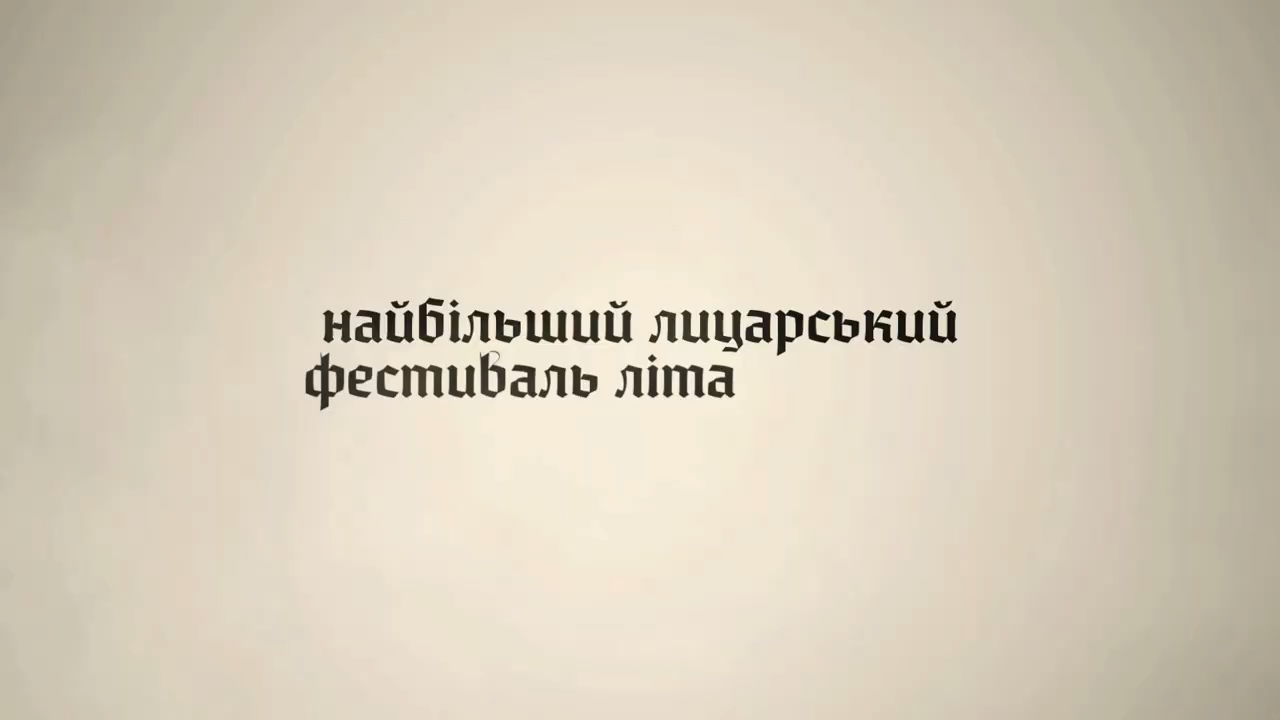 найбільший лицарський
фестиваль літа